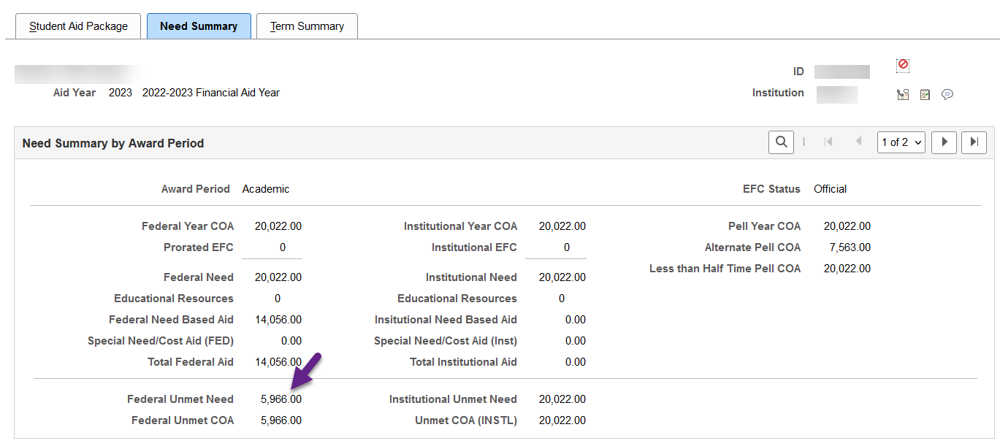 Student Aid Package Need Summary Term Summary
ID
Aid Year 2023 2022-2023 Financial Aid Year Institution
Need Summary by Award Period 1 of 2
Award Period Academic EFC Status Official
Federal Year COA 20,022.00 Institutional Year COA 20,022.00 Pell Year COA 20,022.00
Prorated EFC 0 Institutional EFC 0 Alternate Pell COA 7,563.00
Less than Half Time Pell COA 20,022.00
Federal Need 20,022.00 Institutional Need 20,022.00
Educational Resources 0 Educational Resources 0
Federal Need Based Aid 14,056.00 Insitutional Need Based Aid 0.00
Special Need/Cost Aid (FED) 0.00 Special Need/Cost Aid (Inst) 0.00
Total Federal Aid 14,056.00 Total Institutional Aid 0.00
Federal Unmet Need 5,966.00 Institutional Unmet Need 20,022.00
Federal Unmet COA 5,966.00 Unmet COA (INSTL) 20,022.00